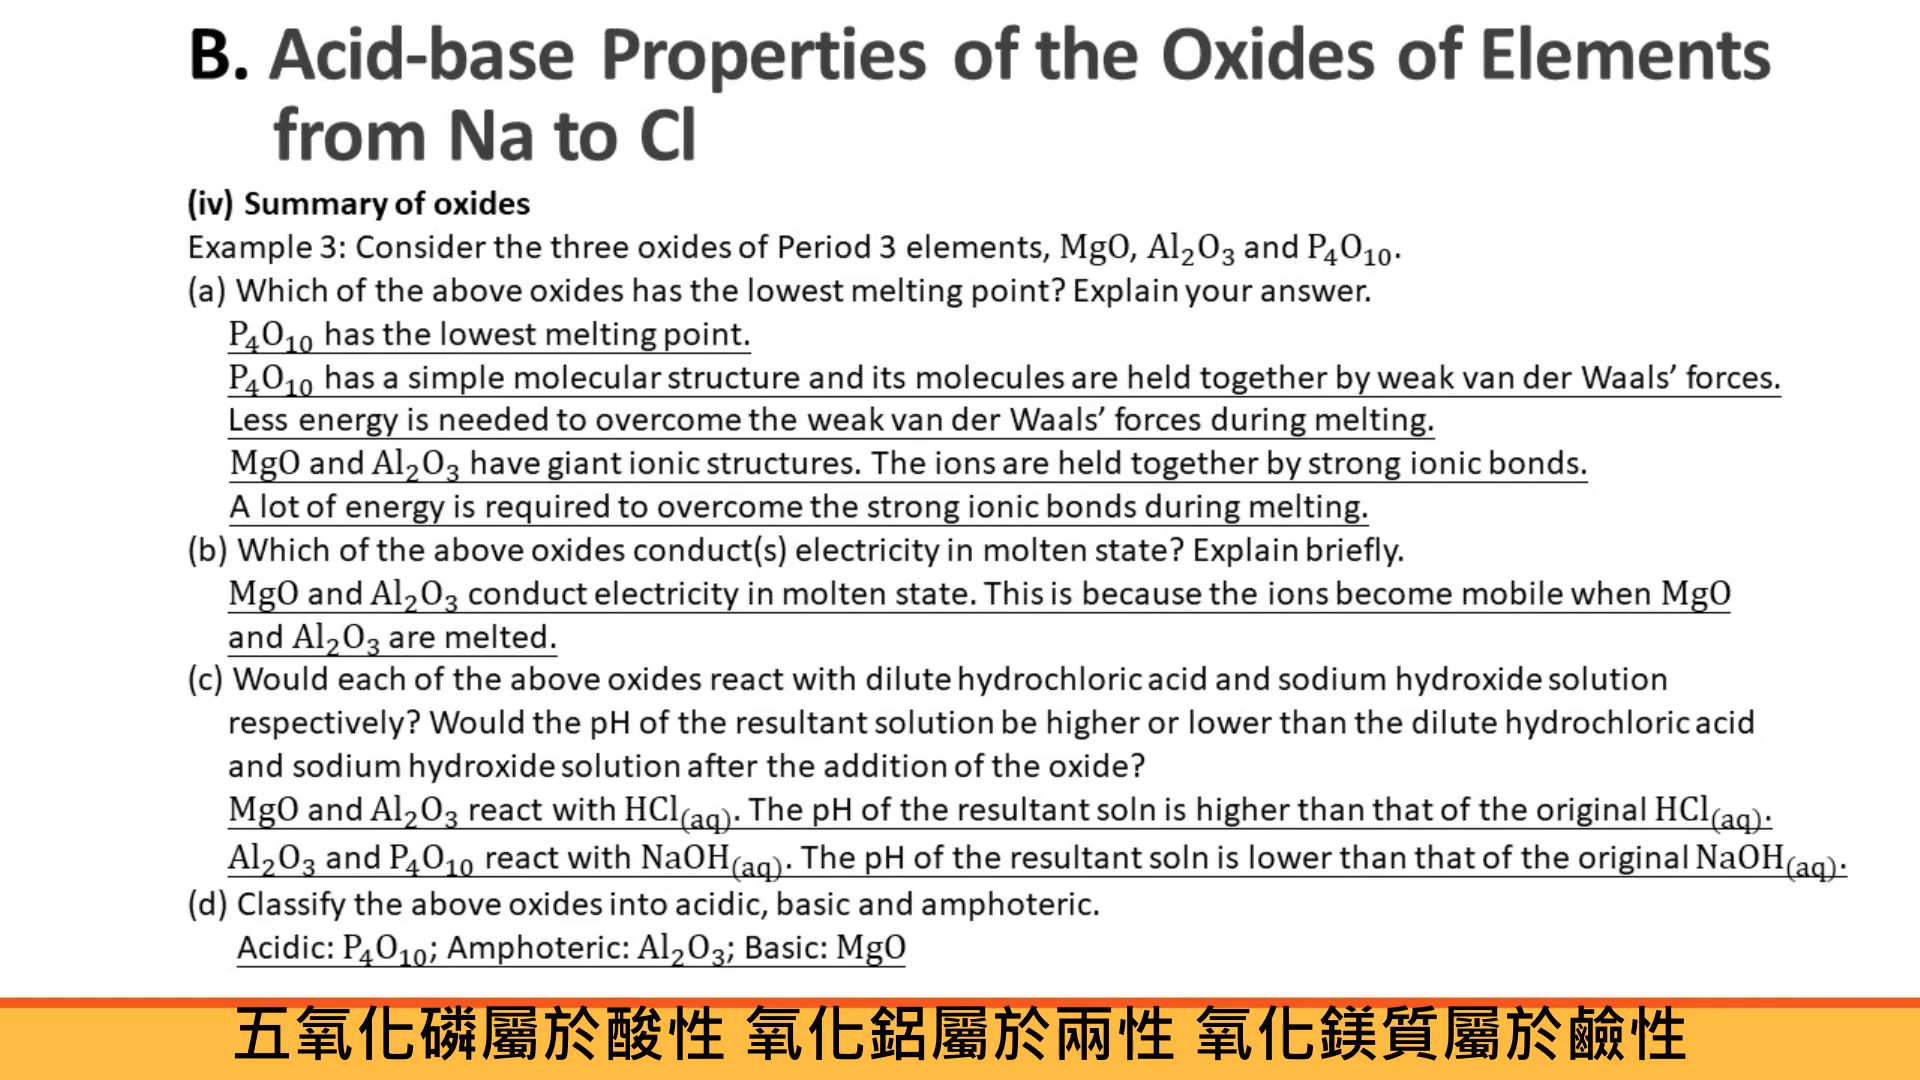 B. Acid-base Properties of the Oxides of Elements
from Na to Cl
(iv) Summary of oxides
Example 3: Consider the three oxides of Period 3 elements, MgO, Al₂O₃ and P₄O₁₀.
(a) Which of the above oxides has the lowest melting point? Explain your answer.
P₄O₁₀ has the lowest melting point.
P₄O₁₀ has a simple molecular structure and its molecules are held together by weak van der Waals’ forces.
Less energy is needed to overcome the weak van der Waals’ forces during melting.
MgO and Al₂O₃ have giant ionic structures. The ions are held together by strong ionic bonds.
A lot of energy is required to overcome the strong ionic bonds during melting.
(b) Which of the above oxides conduct(s) electricity in molten state? Explain briefly.
MgO and Al₂O₃ conduct electricity in molten state. This is because the ions become mobile when MgO
and Al₂O₃ are melted.
(c) Would each of the above oxides react with dilute hydrochloric acid and sodium hydroxide solution
respectively? Would the pH of the resultant solution be higher or lower than the dilute hydrochloric acid
and sodium hydroxide solution after the addition of the oxide?
MgO and Al₂O₃ react with HCl(aq). The pH of the resultant soln is higher than that of the original HCl(aq).
Al₂O₃ and P₄O₁₀ react with NaOH(aq). The pH of the resultant soln is lower than that of the original NaOH(aq).
(d) Classify the above oxides into acidic, basic and amphoteric.
Acidic: P₄O₁₀; Amphoteric: Al₂O₃; Basic: MgO
五氧化磷屬於酸性 氧化鋁屬於兩性 氧化鎂質屬於鹼性